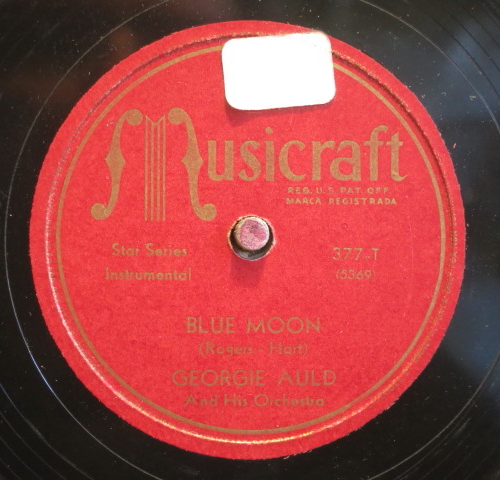 Musicraft
REG. U.S. PAT. OFF.
MARCA REGISTRADA
Star Series
Instrumental
377-T
(5369)
BLUE MOON
(Rogers - Hart)
GEORGIE AULD
And His Orchestra